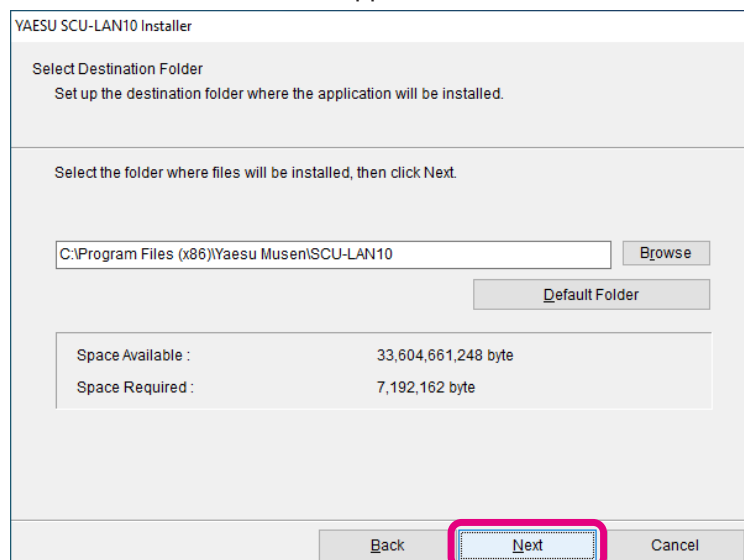 YAESU SCU-LAN10 Installer
Select Destination Folder
Set up the destination folder where the application will be installed.
Select the folder where files will be installed, then click Next.
C:\Program Files (x86)\Yaesu Musen\SCU-LAN10 Browse
Default Folder
Space Available : 33,604,661,248 byte
Space Required : 7,192,162 byte
Back Next Cancel